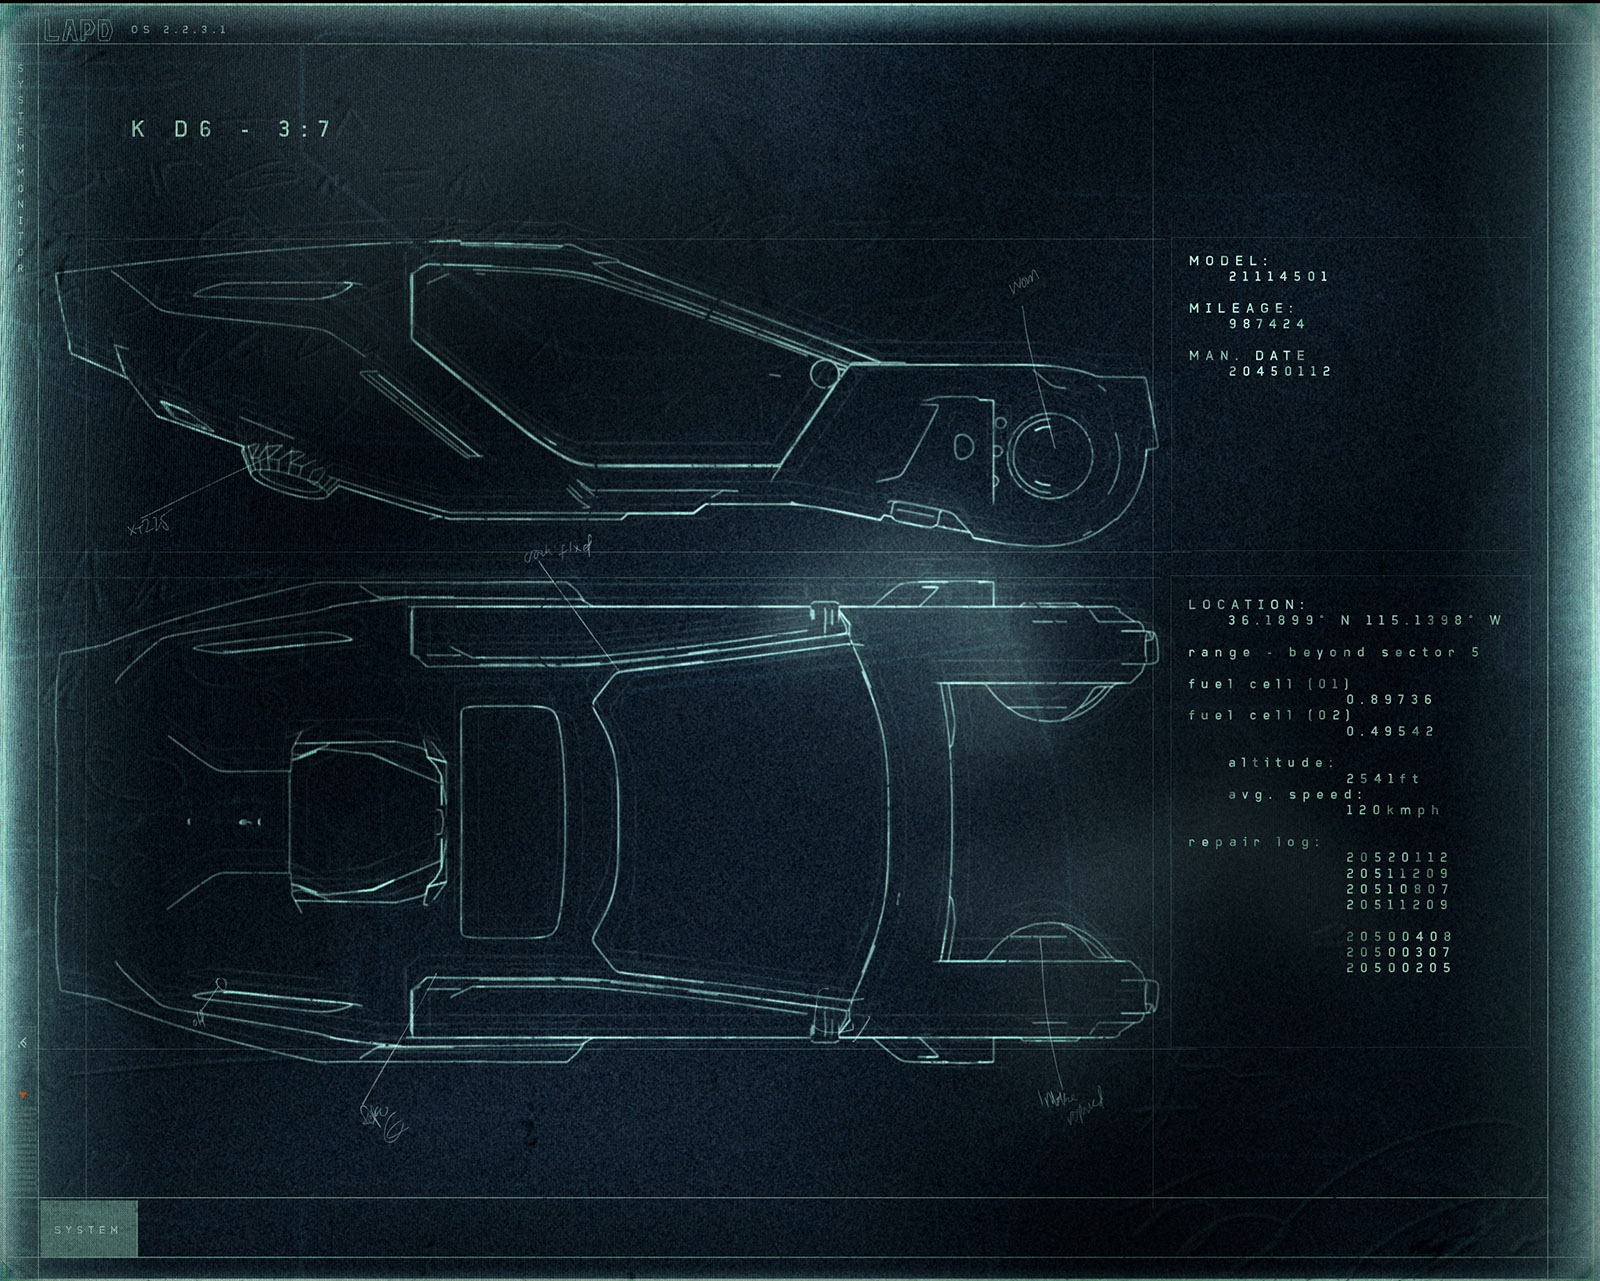 LAPD OS 2.2.3.1
SYSTEM MONITOR
K D6 - 3:7
worn
MODEL:
21114501
MILEAGE:
987424
MAN. DATE
20450112
xT225
LOCATION:
36.1899° N 115.1398° W
range - beyond sector 5
fuel cell (01)
0.89736
fuel cell (02)
0.49542
altitude:
2541ft
avg. speed:
120kmph
repair log:
20520112
20511209
20510807
20511209
20500408
20500307
20500205
SYSTEM